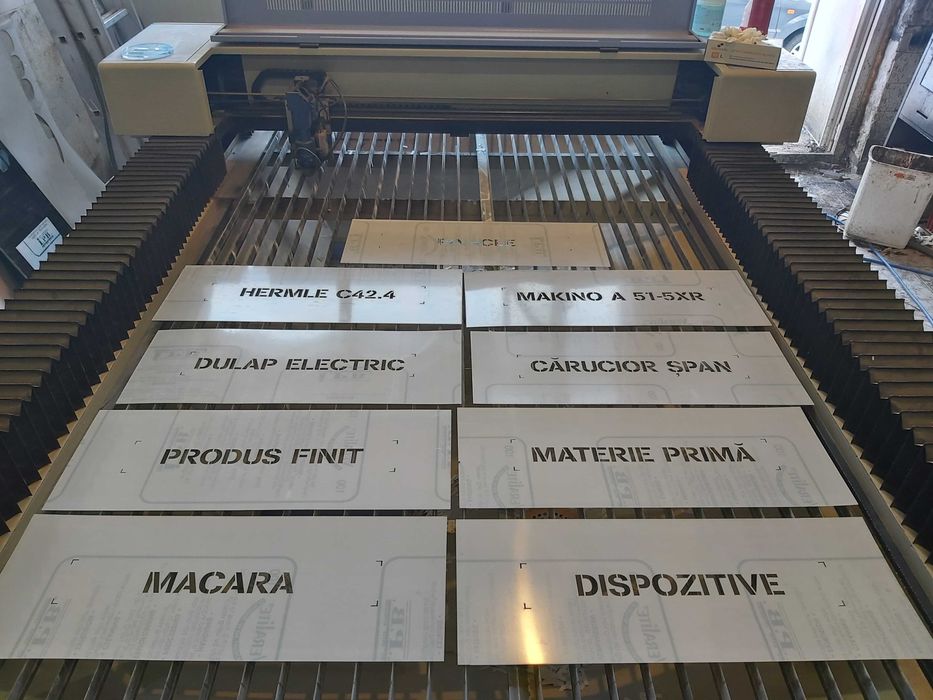 HERMLE C42.4
MAKINO A 51-5XR
DULAP ELECTRIC
CĂRUCIOR ȘPAN
PRODUS FINIT
MATERIE PRIMĂ
MACARA
DISPOZITIVE